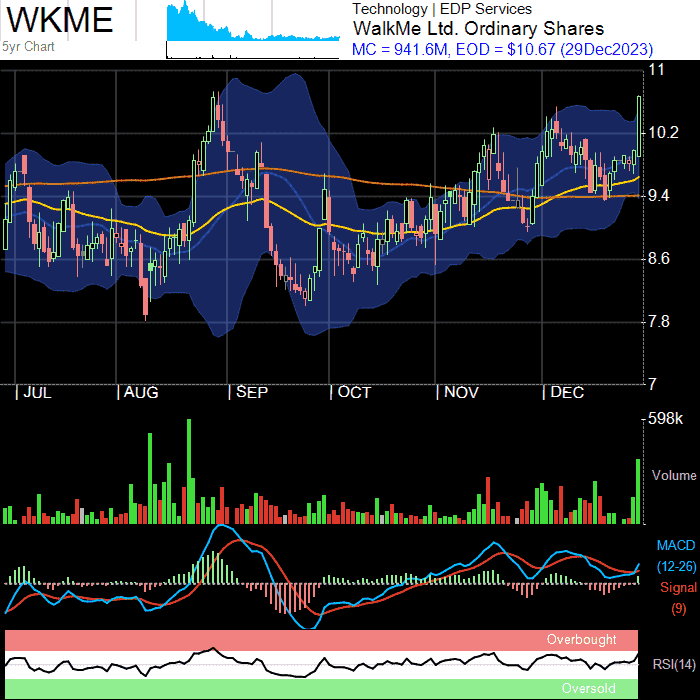 WKME
5yr Chart
Technology | EDP Services
WalkMe Ltd. Ordinary Shares
MC = 941.6M, EOD = $10.67 (29Dec2023)
11
10.2
9.4
8.6
7.8
7
| JUL | AUG | SEP | OCT | NOV | DEC
598k
Volume
MACD
(12-26)
Signal
(9)
Overbought
RSI(14)
Oversold